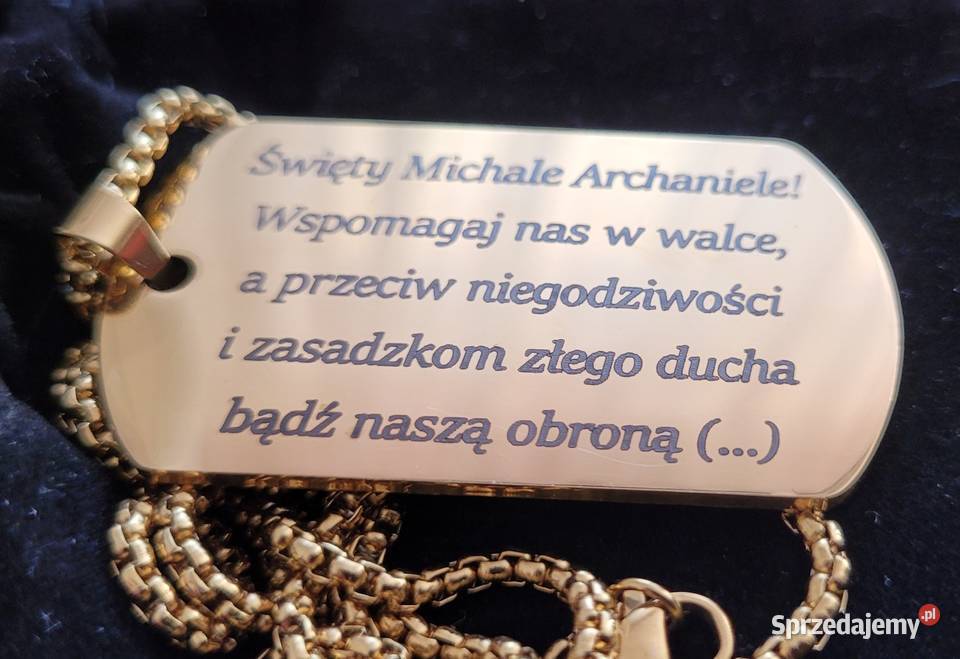 Święty Michale Archaniele!
Wspomagaj nas w walce,
a przeciw niegodziwości
i zasadzkom złego ducha
bądź naszą obroną (...)
Sprzedajemy.pl